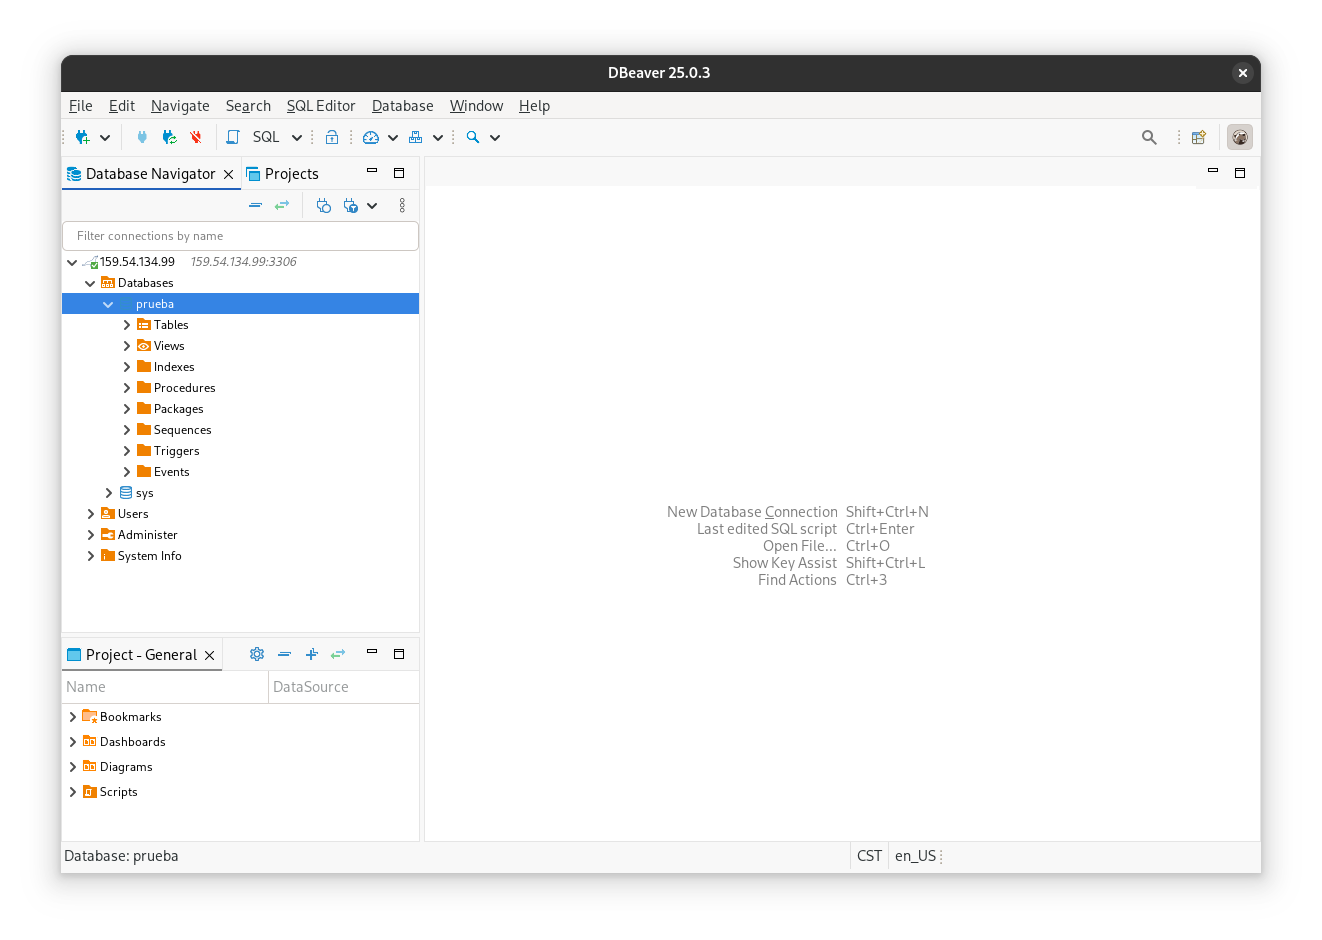 DBeaver 25.0.3
File Edit Navigate Search SQL Editor Database Window Help
SQL
Database Navigator Projects
Filter connections by name
159.54.134.99 159.54.134.99:3306
Databases
prueba
Tables
Views
Indexes
Procedures
Packages
Sequences
Triggers
Events
sys
Users
Administer
System Info
New Database Connection Shift+Ctrl+N
Last edited SQL script Ctrl+Enter
Open File... Ctrl+O
Show Key Assist Shift+Ctrl+L
Find Actions Ctrl+3
Project - General
Name DataSource
Bookmarks
Dashboards
Diagrams
Scripts
Database: prueba CST en_US